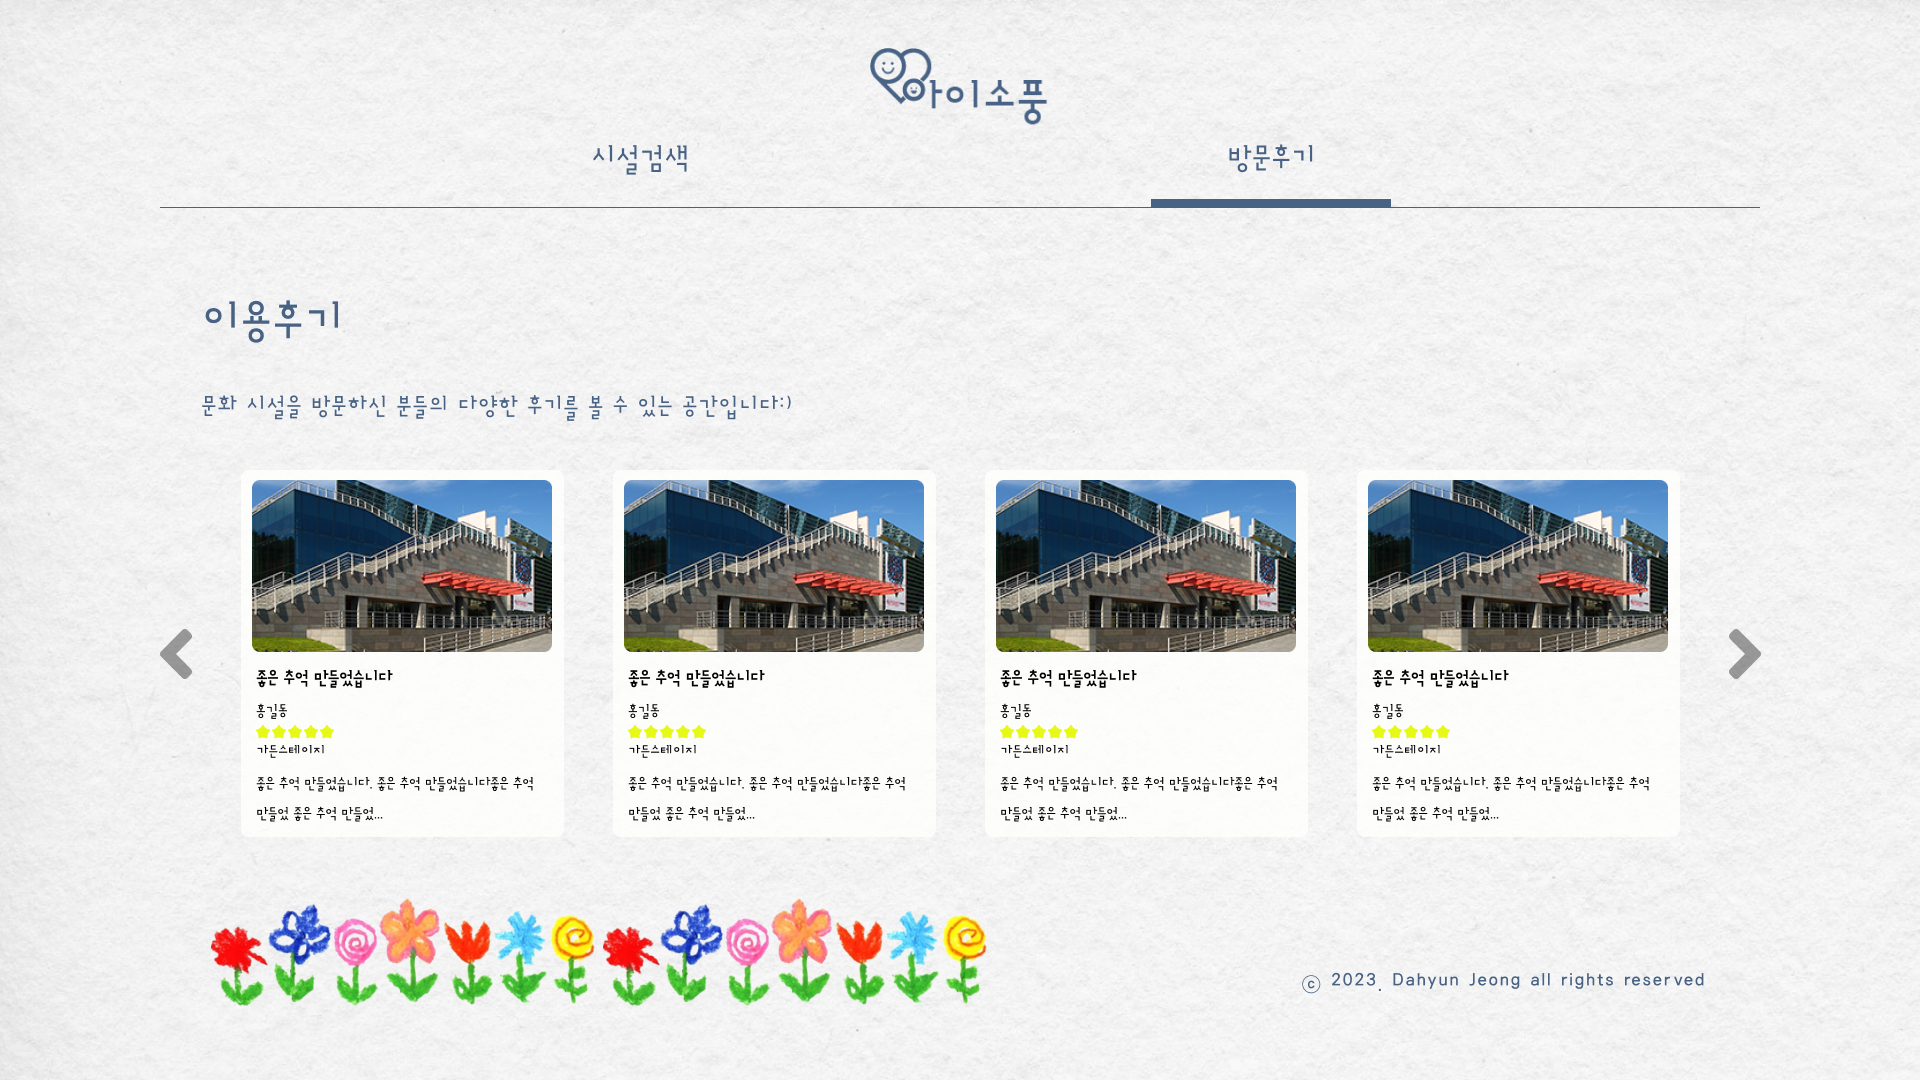 아이소풍
시설검색
방문후기
이용후기
문화 시설을 방문하신 분들의 다양한 후기를 볼 수 있는 공간입니다:)
좋은 추억 만들었습니다
홍길동
가든스테이지
좋은 추억 만들었습니다. 좋은 추억 만들었습니다좋은 추억
만들었 좋은 추억 만들었...
좋은 추억 만들었습니다
홍길동
가든스테이지
좋은 추억 만들었습니다. 좋은 추억 만들었습니다좋은 추억
만들었 좋은 추억 만들었...
좋은 추억 만들었습니다
홍길동
가든스테이지
좋은 추억 만들었습니다. 좋은 추억 만들었습니다좋은 추억
만들었 좋은 추억 만들었...
좋은 추억 만들었습니다
홍길동
가든스테이지
좋은 추억 만들었습니다. 좋은 추억 만들었습니다좋은 추억
만들었 좋은 추억 만들었...
ⓒ 2023. Dahyun Jeong all rights reserved